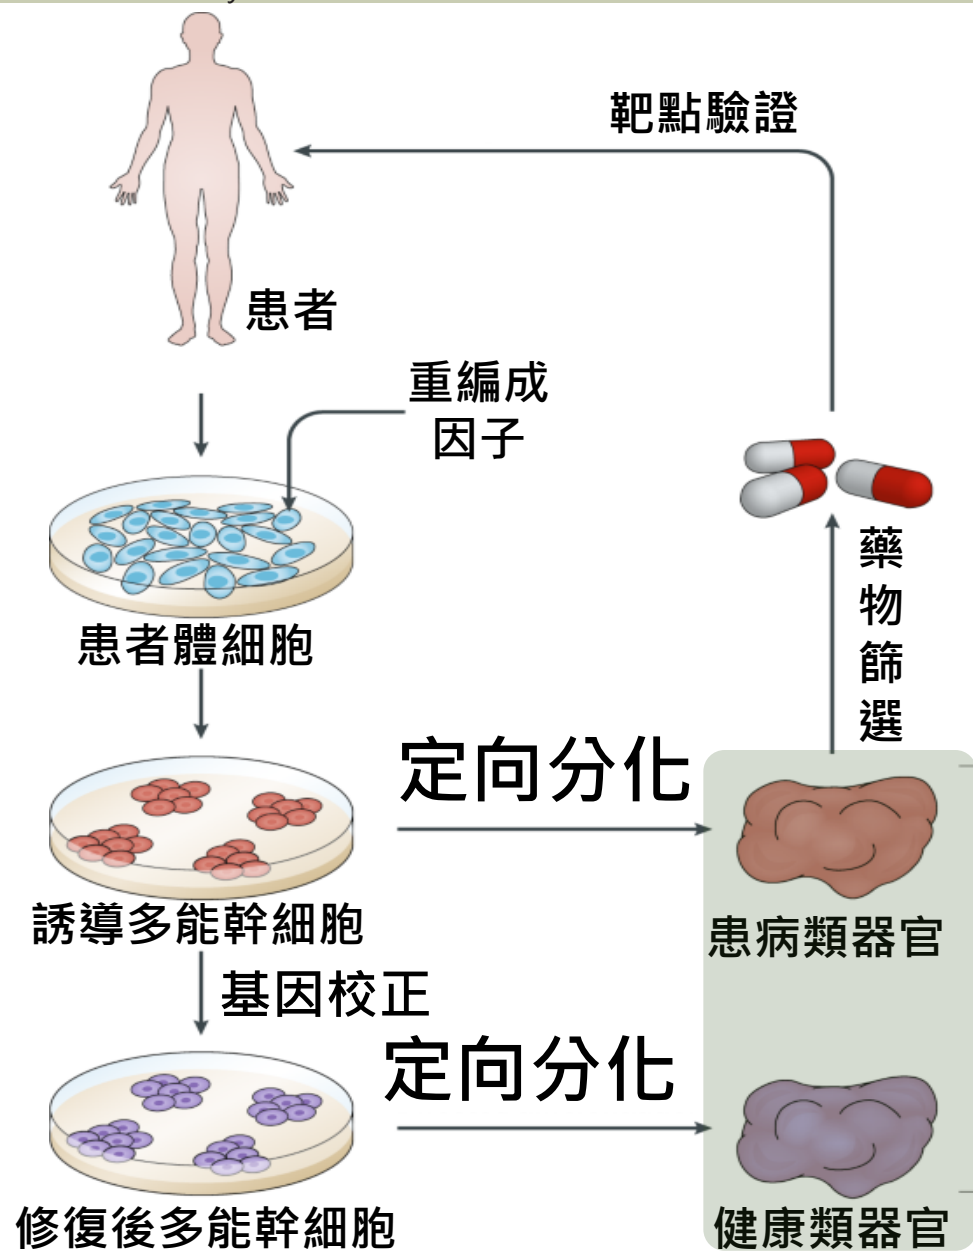 靶點驗證
患者
重編成
因子
患者體細胞
藥
物
篩
選
定向分化
誘導多能幹細胞
患病類器官
基因校正
定向分化
修復後多能幹細胞
健康類器官